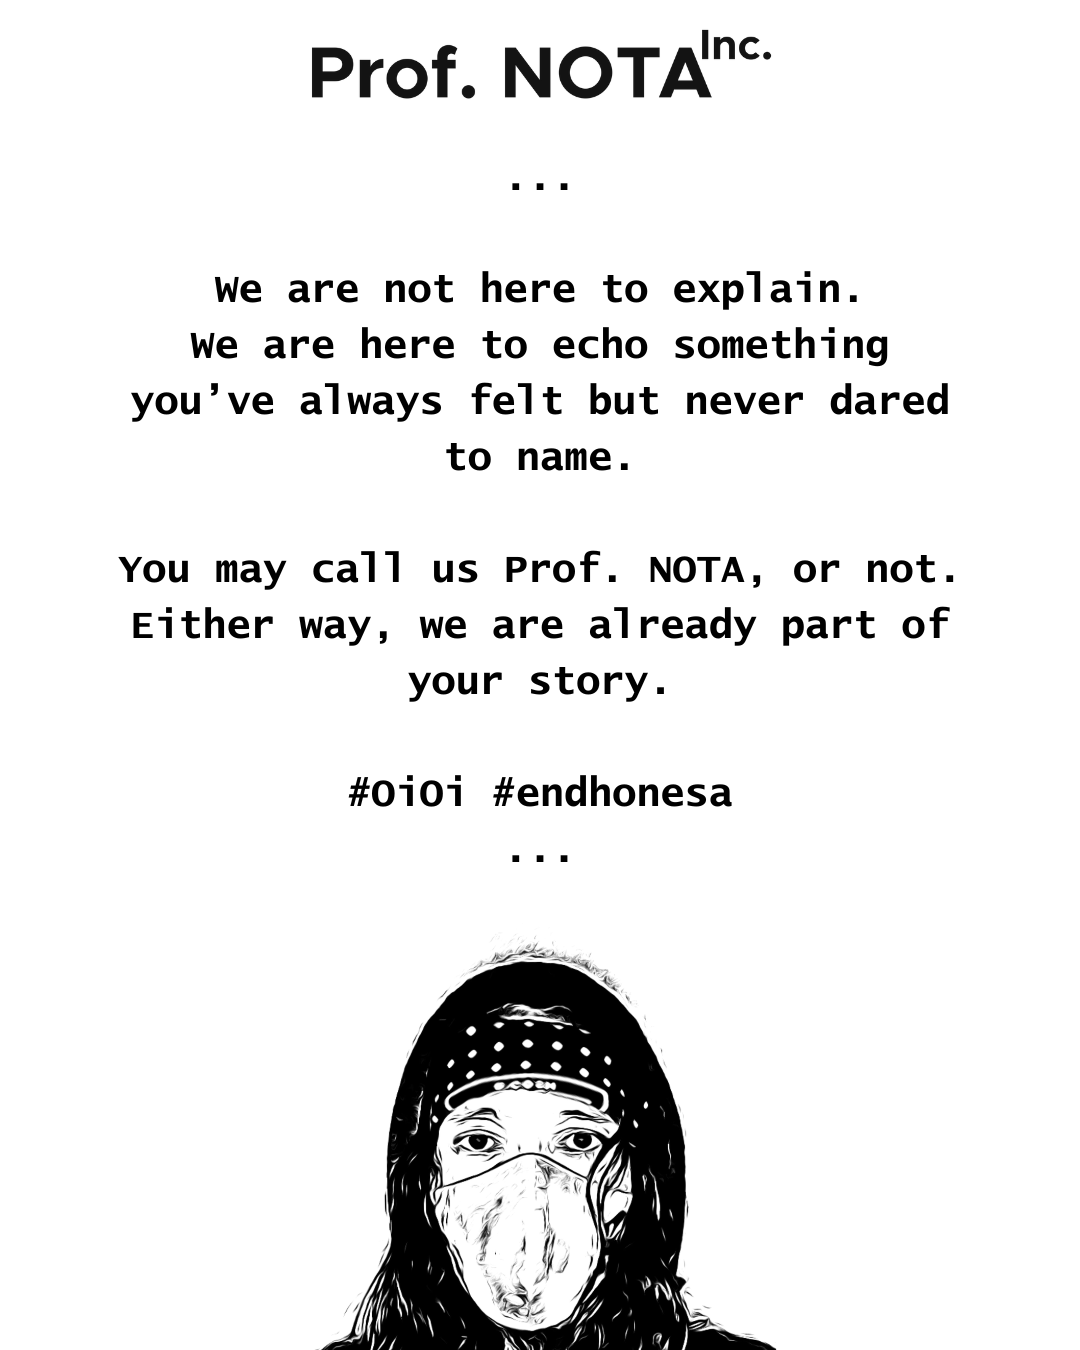 Prof. NOTA Inc.
...
We are not here to explain.
We are here to echo something
you’ve always felt but never dared
to name.
You may call us Prof. NOTA, or not.
Either way, we are already part of
your story.
#OiOi #endhonesa
...